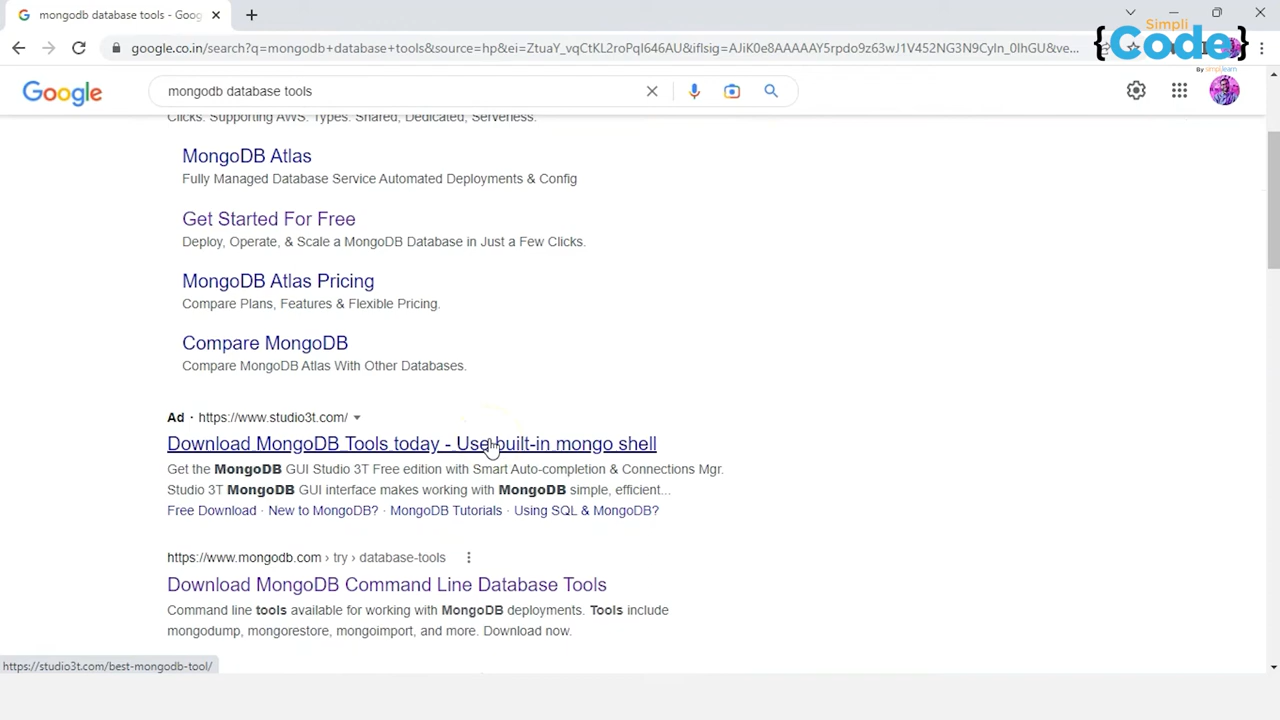 mongodb database tools - Goog
google.co.in/search?q=mongodb+database+tools&source=hp&ei=ZtuaY_vqCtKL2roPql646AU&iflsig=AJiK0e8AAAAAY5rpdo9z63wJ1V452NG3N9Cyln_0IhGU&ve...
Simpli
{Code}
By simplilearn
Google
mongodb database tools
Clicks. Supporting AWS. Types: Shared, Dedicated, Serverless.
MongoDB Atlas
Fully Managed Database Service Automated Deployments & Config
Get Started For Free
Deploy, Operate, & Scale a MongoDB Database in Just a Few Clicks.
MongoDB Atlas Pricing
Compare Plans, Features & Flexible Pricing.
Compare MongoDB
Compare MongoDB Atlas With Other Databases.
Ad · https://www.studio3t.com/
Download MongoDB Tools today - Use built-in mongo shell
Get the MongoDB GUI Studio 3T Free edition with Smart Auto-completion & Connections Mgr.
Studio 3T MongoDB GUI interface makes working with MongoDB simple, efficient...
Free Download · New to MongoDB? · MongoDB Tutorials · Using SQL & MongoDB?
https://www.mongodb.com › try › database-tools
Download MongoDB Command Line Database Tools
Command line tools available for working with MongoDB deployments. Tools include
mongodump, mongorestore, mongoimport, and more. Download now.
https://studio3t.com/best-mongodb-tool/